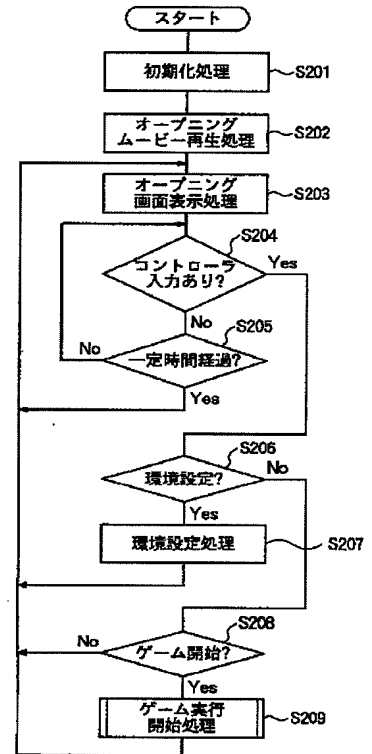 スタート
初期化処理
S201
オープニング
ムービー再生処理
S202
オープニング
画面表示処理
S203
S204
コントローラ
入力あり?
Yes
No
S205
一定時間経過?
No
Yes
S206
環境設定?
No
Yes
環境設定処理
S207
S208
ゲーム開始?
No
Yes
ゲーム実行
開始処理
S209